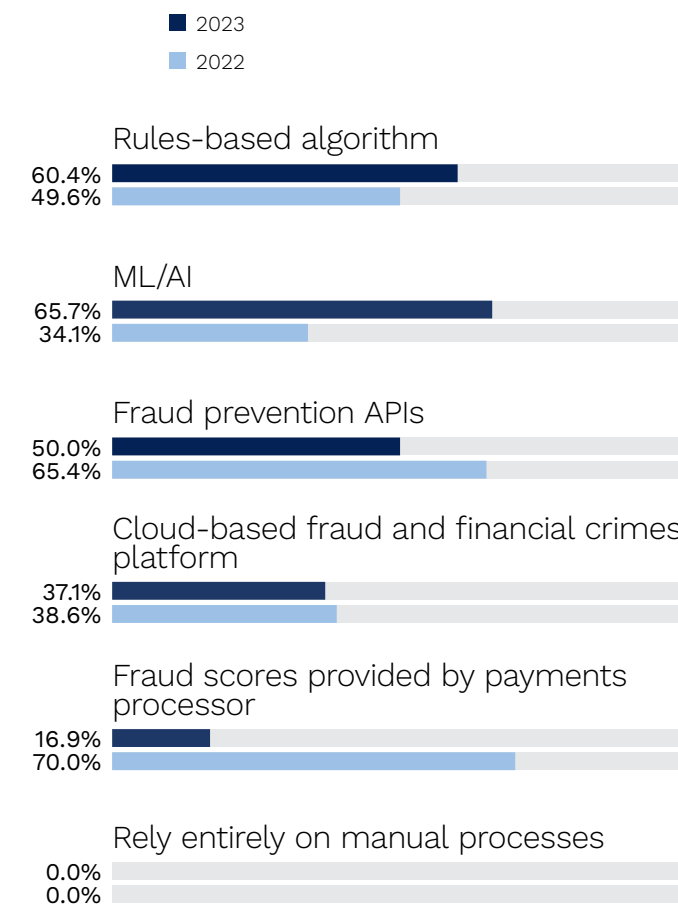 2023
2022
Rules-based algorithm
60.4%
49.6%
ML/AI
65.7%
34.1%
Fraud prevention APIs
50.0%
65.4%
Cloud-based fraud and financial crimes
platform
37.1%
38.6%
Fraud scores provided by payments
processor
16.9%
70.0%
Rely entirely on manual processes
0.0%
0.0%